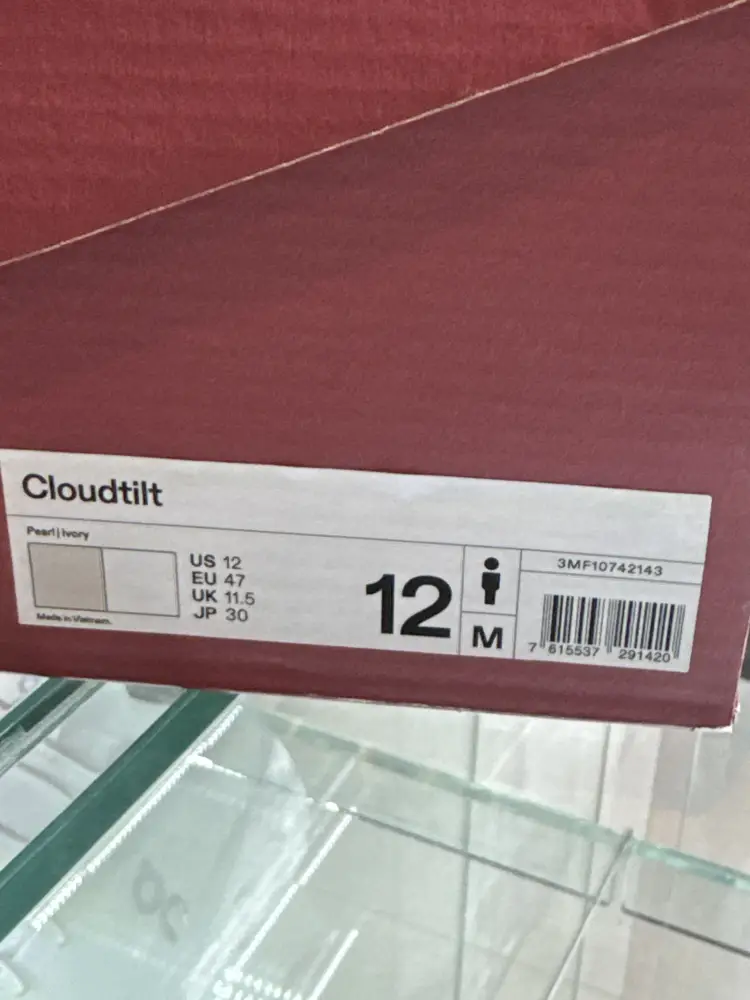 Cloudtilt
Pearl | Ivory
US 12
EU 47
UK 11.5
JP 30
Made in Vietnam.
12
M
3MF10742143
7 615537 291420